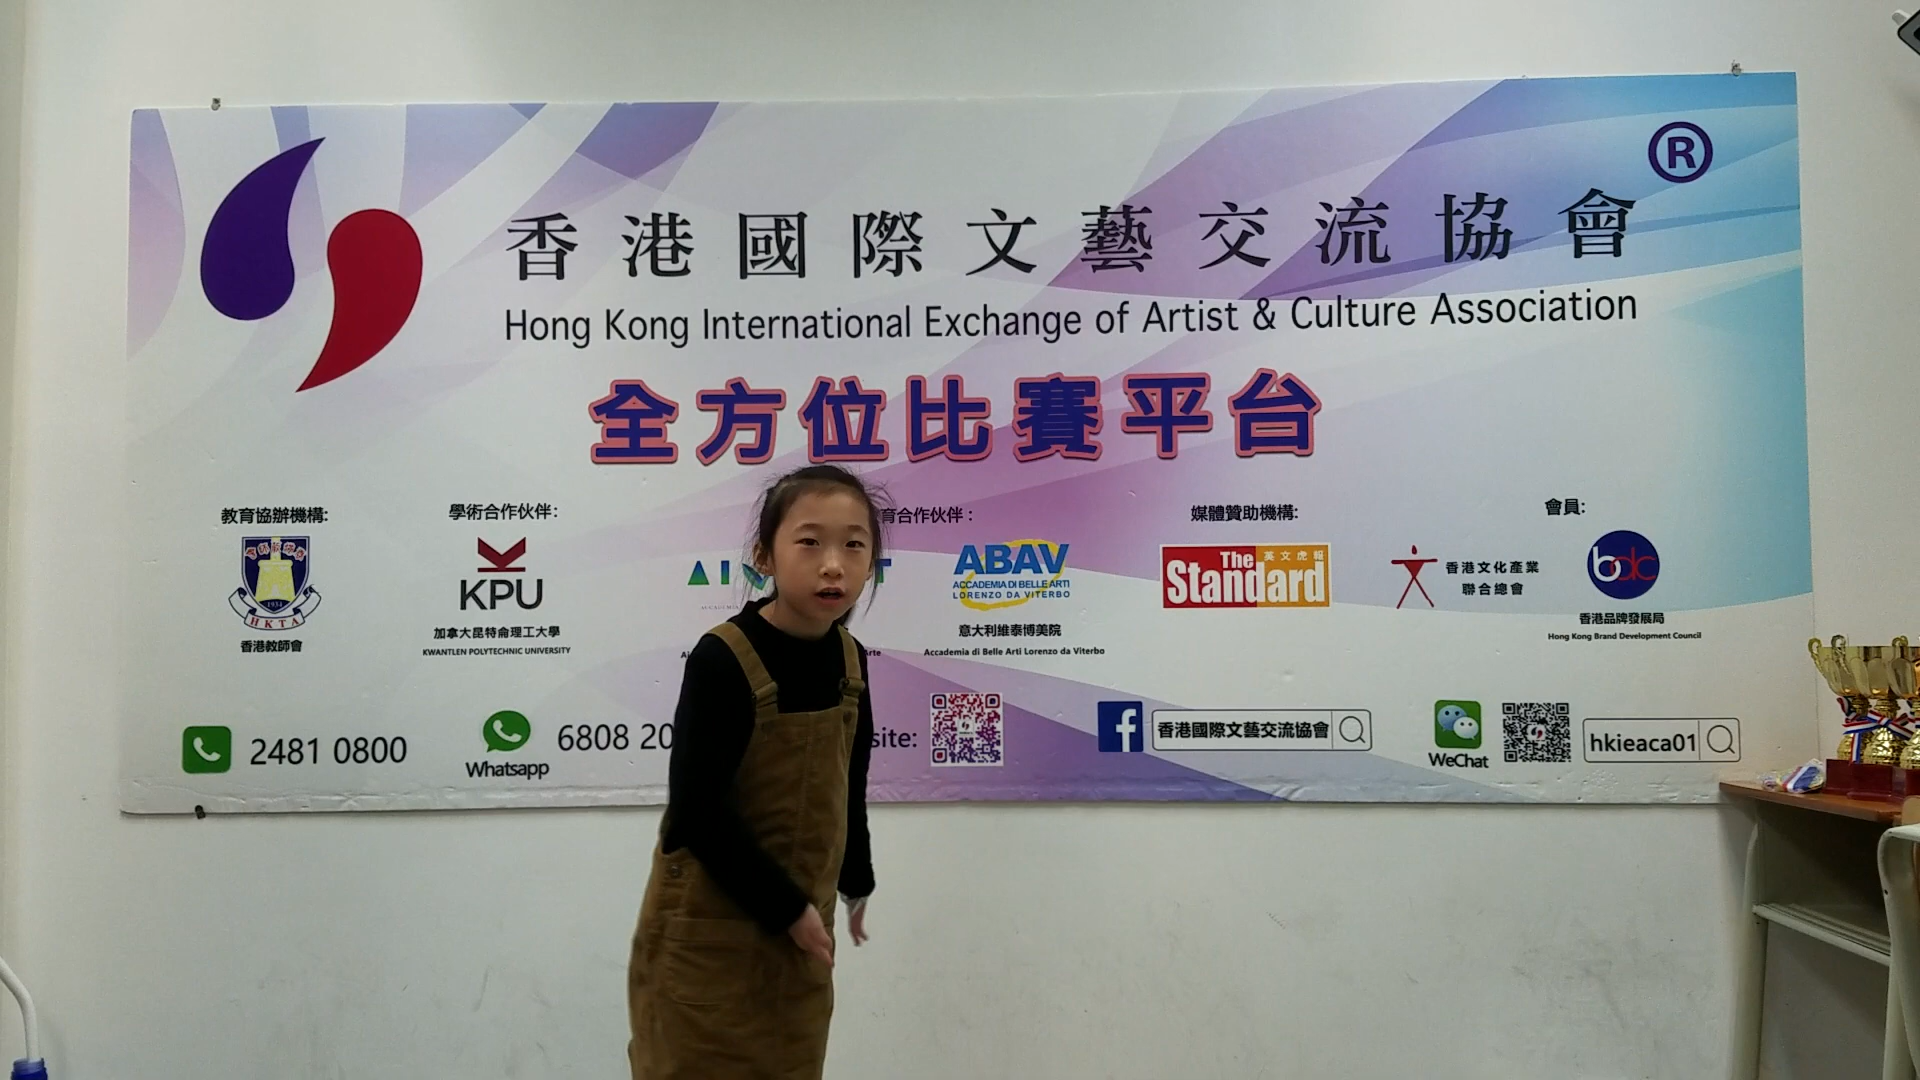 ®
香港國際文藝交流協會
Hong Kong International Exchange of Artist & Culture Association
全方位比賽平台
教育協辦機構:
學術合作伙伴:
育合作伙伴:
媒體贊助機構:
會員:
1934
HKTA
香港教師會
KPU
加拿大昆特侖理工大學
KWANTLEN POLYTECHNIC UNIVERSITY
ABAV
ACCADEMIA DI BELLE ARTI
LORENZO DA VITERBO
意大利維泰博美院
Accademia di Belle Arti Lorenzo da Viterbo
The Standard
英文虎報
香港文化產業
聯合總會
bdc
香港品牌發展局
Hong Kong Brand Development Council
2481 0800
Whatsapp
6808 20
site:
f
香港國際文藝交流協會
WeChat
hkieaca01